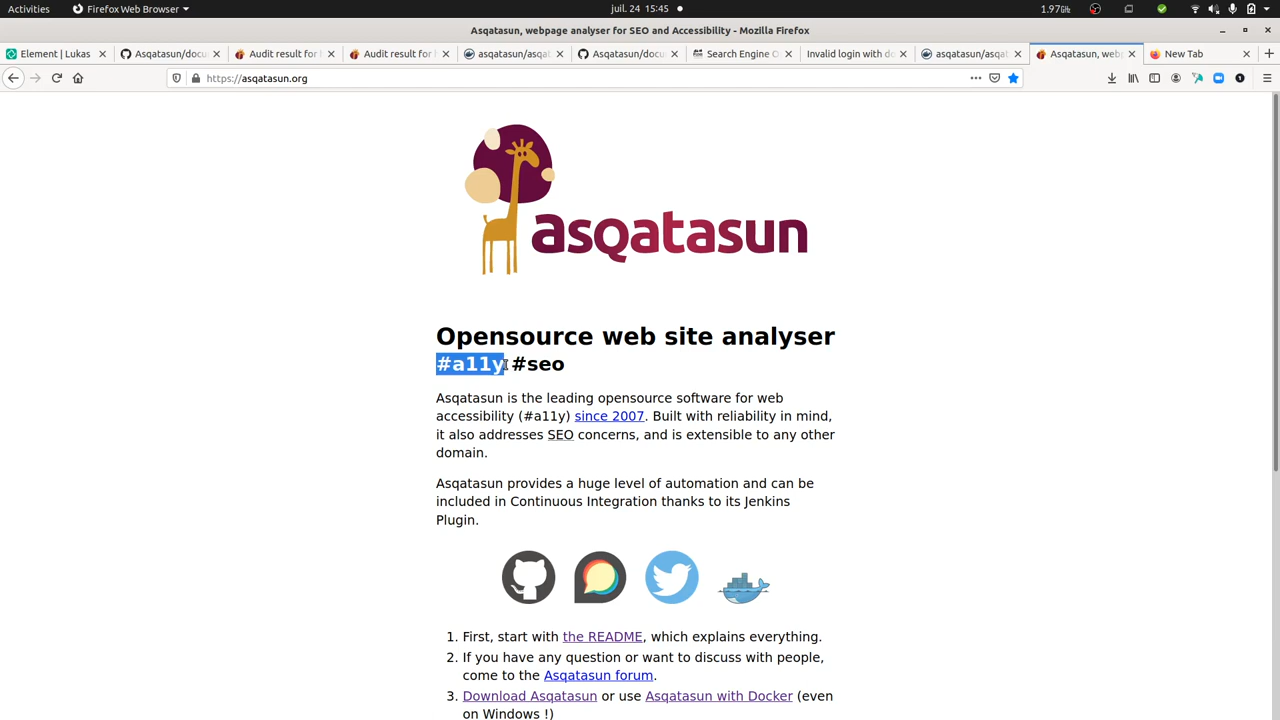 Activities
Firefox Web Browser
juil. 24 15:45
1.97GHz
Asqatasun, webpage analyser for SEO and Accessibility - Mozilla Firefox
Element | Lukas
Asqatasun/docu
Audit result for
Audit result for
asqatasun/asqat
Asqatasun/docu
Search Engine O
Invalid login with do
asqatasun/asqat
Asqatasun, webp
New Tab
https://asqatasun.org
asqatasun
Opensource web site analyser
#a11y #seo
Asqatasun is the leading opensource software for web
accessibility (#a11y) since 2007. Built with reliability in mind,
it also addresses SEO concerns, and is extensible to any other
domain.
Asqatasun provides a huge level of automation and can be
included in Continuous Integration thanks to its Jenkins
Plugin.
1. First, start with the README, which explains everything.
2. If you have any question or want to discuss with people,
come to the Asqatasun forum.
3. Download Asqatasun or use Asqatasun with Docker (even
on Windows !)